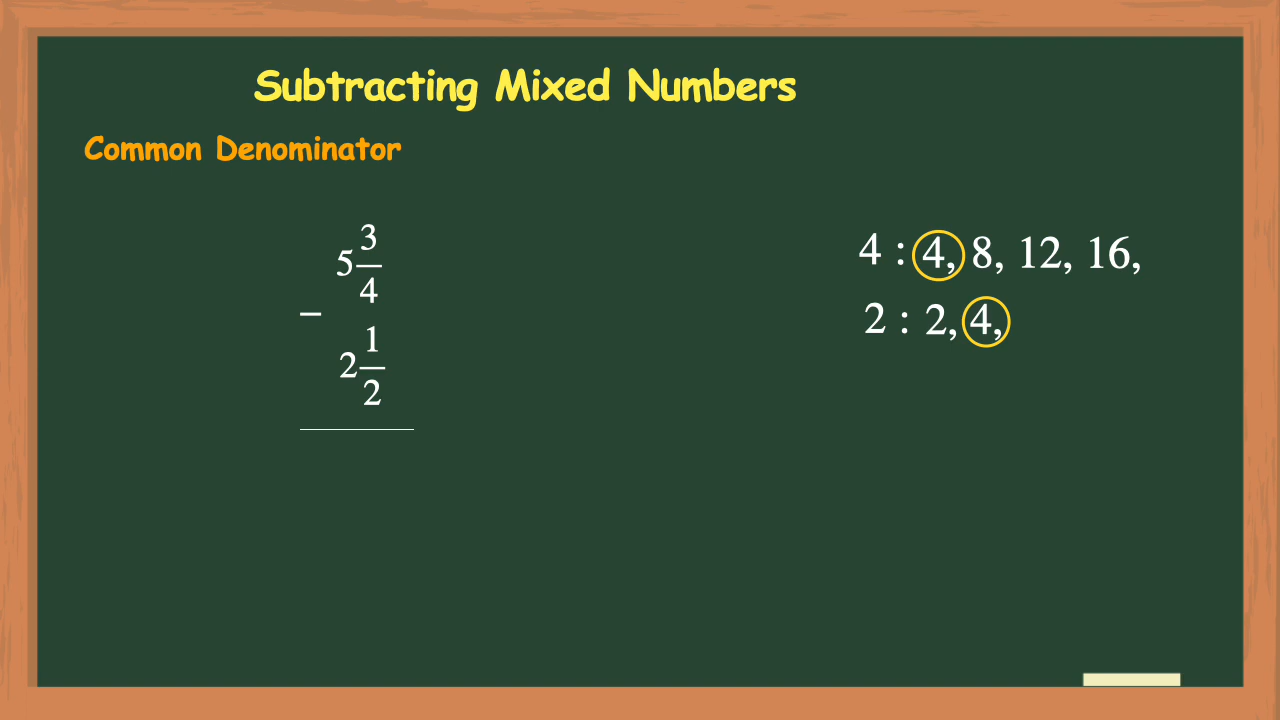 Subtracting Mixed Numbers
Common Denominator
5 3/4
−
2 1/2
4 : 4, 8, 12, 16,
2 : 2, 4,